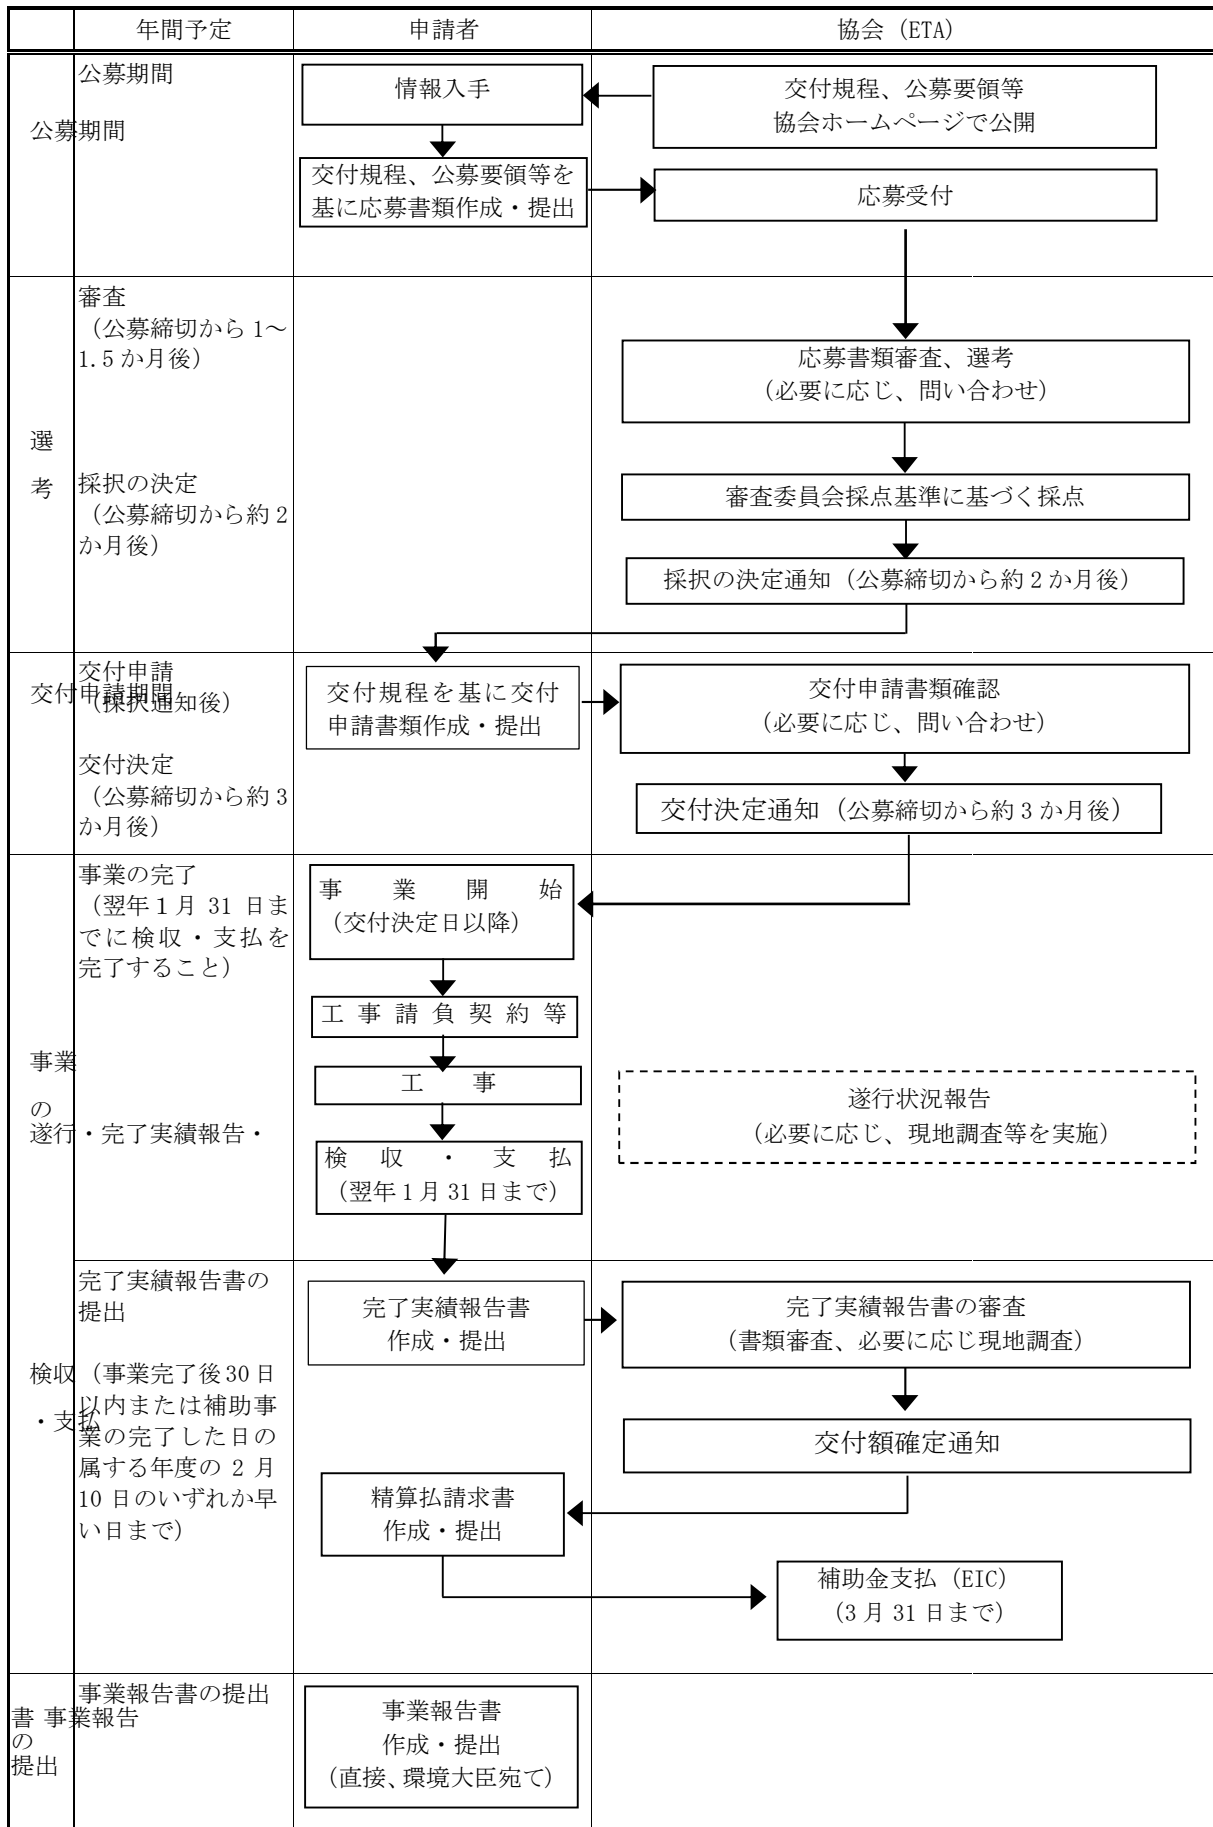 年間予定
申請者
協会（ETA）
公募期間
公募期間
情報入手
交付規程、公募要領等
協会ホームページで公開
交付規程、公募要領等を
基に応募書類作成・提出
応募受付
選
考
審査
（公募締切から 1～
1.5 か月後）
採択の決定
（公募締切から約 2
か月後）
応募書類審査、選考
（必要に応じ、問い合わせ）
審査委員会採点基準に基づく採点
採択の決定通知（公募締切から約 2 か月後）
交付申請期間
交付申請
（採択通知後）
交付決定
（公募締切から約 3
か月後）
交付規程を基に交付
申請書類作成・提出
交付申請書類確認
（必要に応じ、問い合わせ）
交付決定通知（公募締切から約 3 か月後）
事業
の
遂行・完了実績報告・
検収
・支払
事業の完了
（翌年 1 月 31 日ま
でに検収・支払を
完了すること）
事業開始
（交付決定日以降）
工事請負契約等
工事
検収・支払
（翌年 1 月 31 日まで）
遂行状況報告
（必要に応じ、現地調査等を実施）
完了実績報告書の
提出
（事業完了後 30 日
以内または補助事
業の完了した日の
属する年度の 2 月
10 日のいずれか早
い日まで）
完了実績報告書
作成・提出
完了実績報告書の審査
（書類審査、必要に応じ現地調査）
交付額確定通知
精算払請求書
作成・提出
補助金支払（EIC）
（3 月 31 日まで）
書 事業報告
の
提出
事業報告書の提出
事業報告書
作成・提出
（直接、環境大臣宛て）